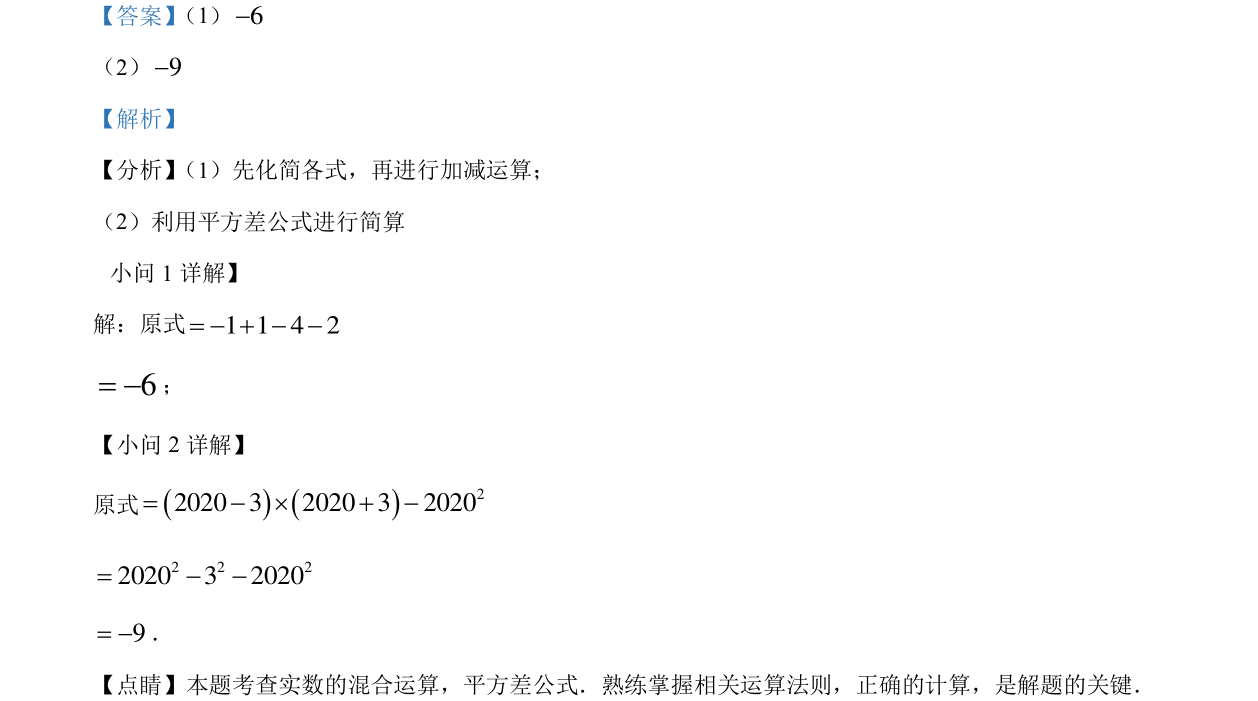 【答案】（1）−6
（2）−9
【解析】
【分析】（1）先化简各式，再进行加减运算；
（2）利用平方差公式进行简算
小问 1 详解】
解：原式=−1+1−4−2
=−6；
【小问 2 详解】
原式=(2020−3)×(2020+3)−2020²
=2020²−3²−2020²
=−9．
【点睛】本题考查实数的混合运算，平方差公式．熟练掌握相关运算法则，正确的计算，是解题的关键．